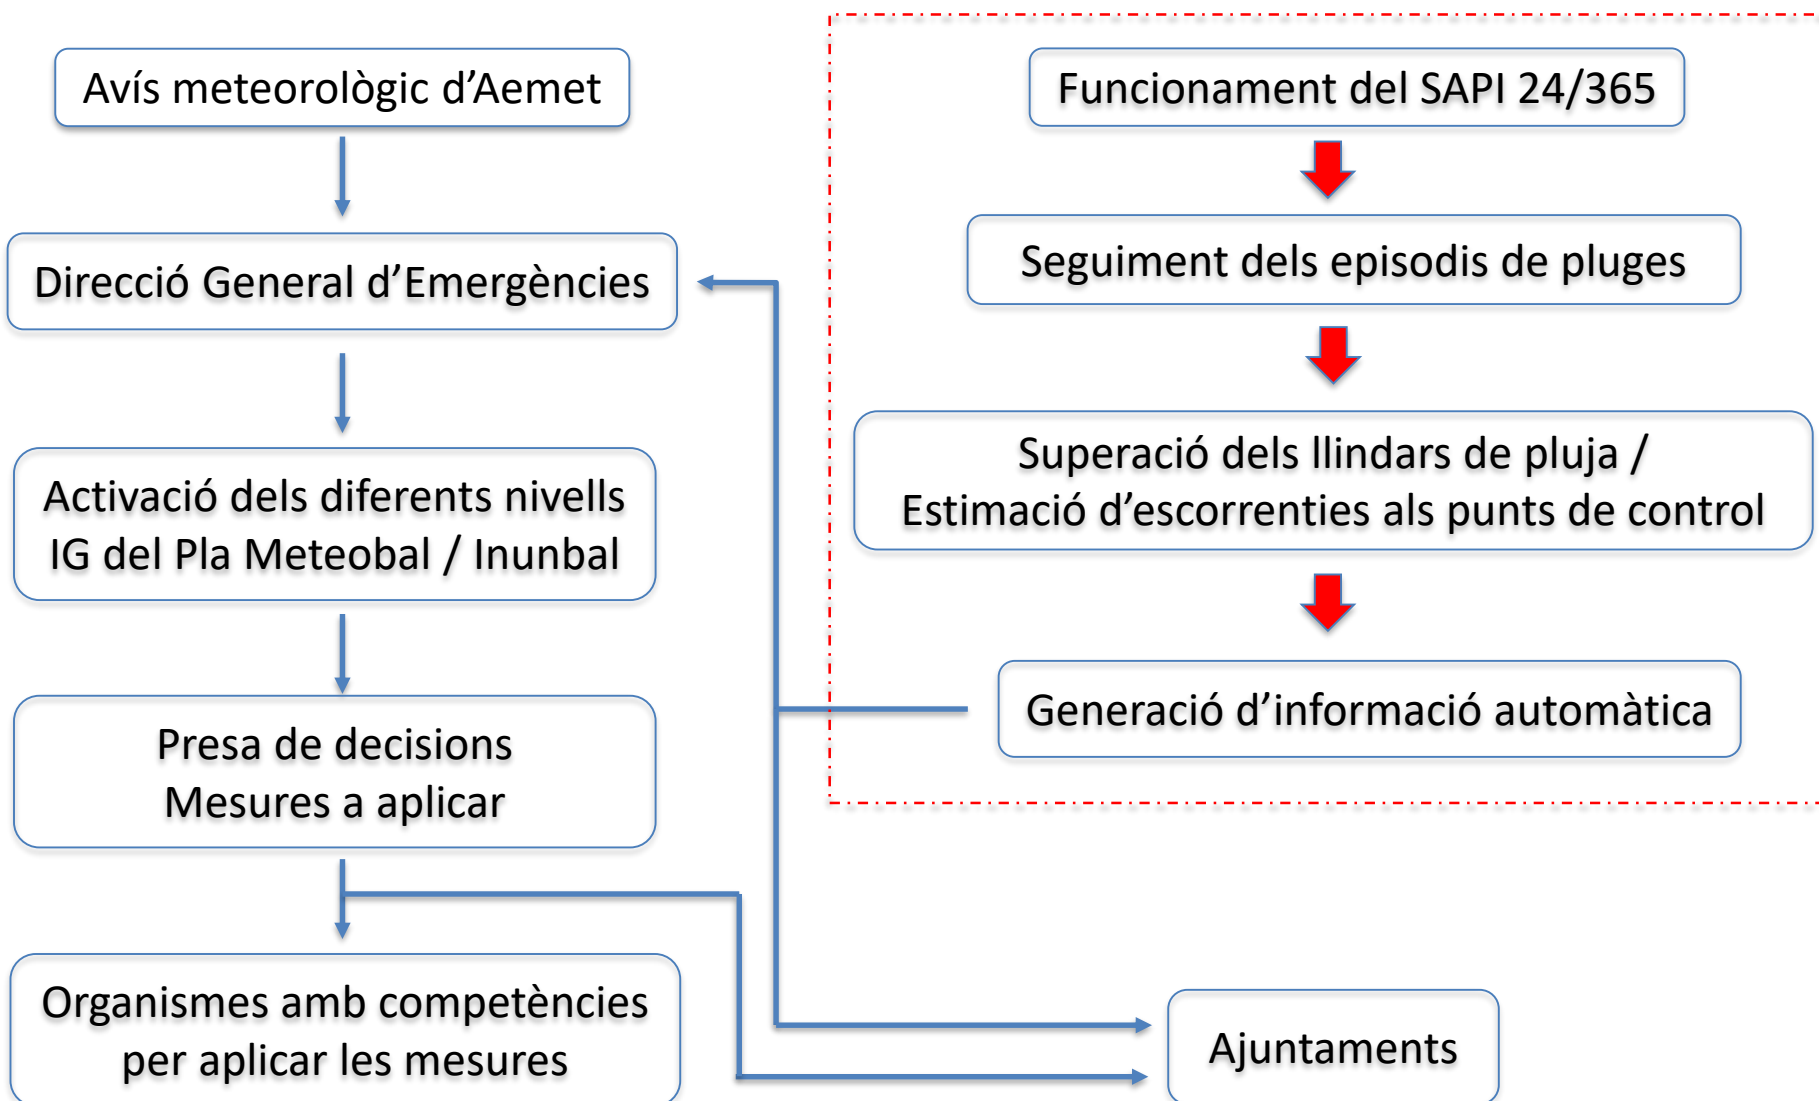 Avís meteorològic d’Aemet
Direcció General d’Emergències
Activació dels diferents nivells
IG del Pla Meteobal / Inunbal
Presa de decisions
Mesures a aplicar
Organismes amb competències
per aplicar les mesures
Funcionament del SAPI 24/365
Seguiment dels episodis de pluges
Superació dels llindars de pluja /
Estimació d’escorrenties als punts de control
Generació d’informació automàtica
Ajuntaments